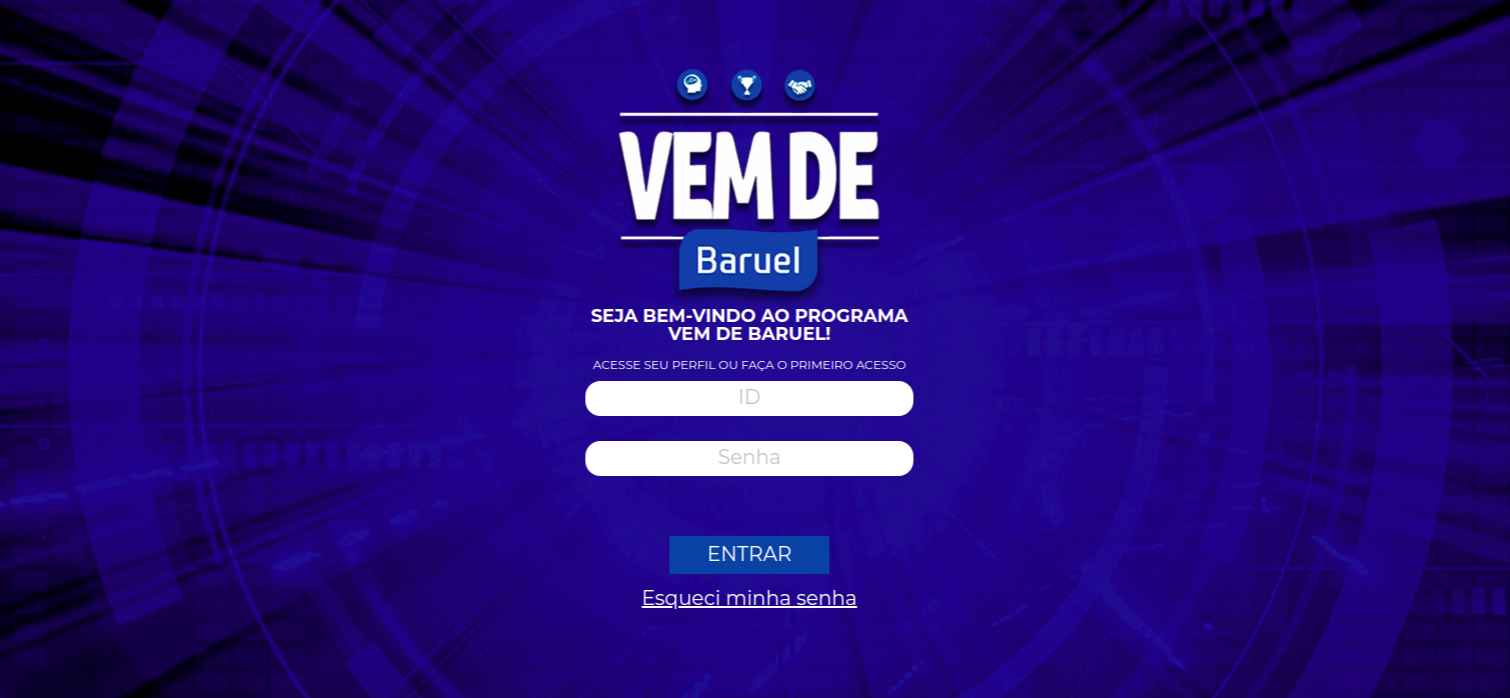 VEM DE
Baruel
SEJA BEM-VINDO AO PROGRAMA
VEM DE BARUEL!
ACESSE SEU PERFIL OU FAÇA O PRIMEIRO ACESSO
ID
Senha
ENTRAR
Esqueci minha senha